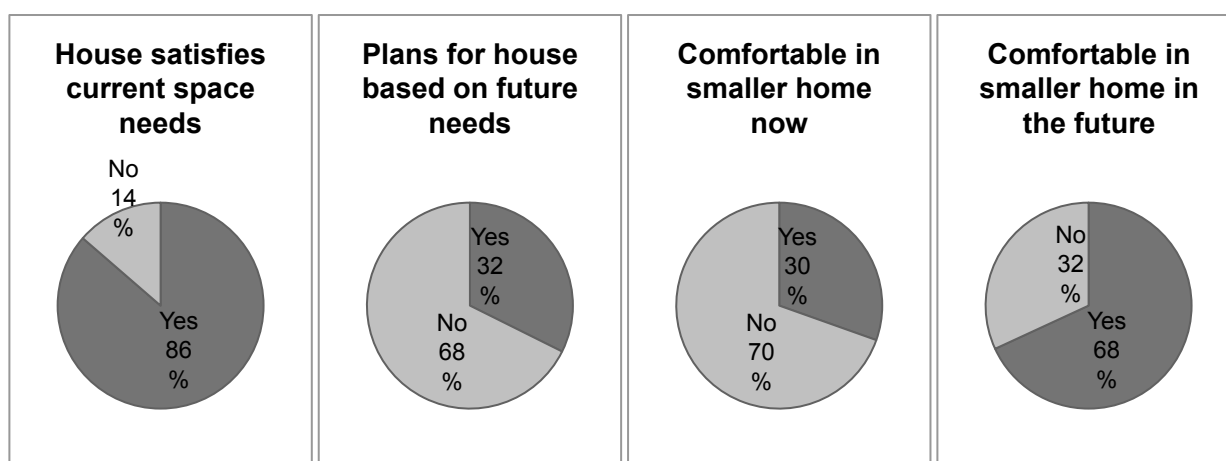 House satisfies
current space
needs
No
14
%
Yes
86
%
Plans for house
based on future
needs
Yes
32
%
No
68
%
Comfortable in
smaller home
now
Yes
30
%
No
70
%
Comfortable in
smaller home in
the future
No
32
%
Yes
68
%